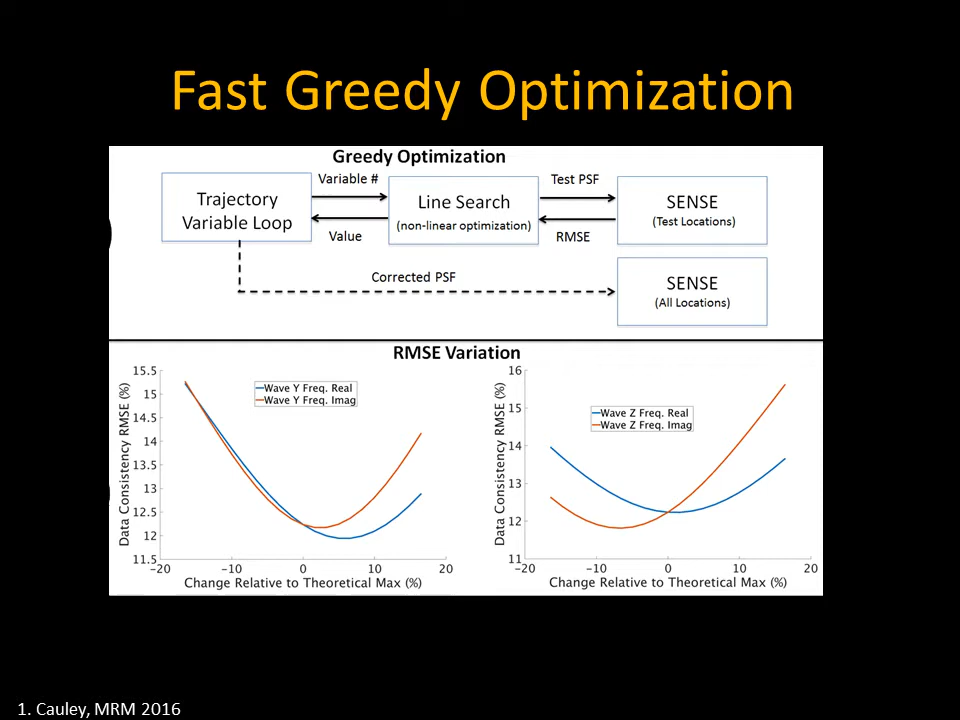 Fast Greedy Optimization
Greedy Optimization
Trajectory
Variable Loop
Variable #
Value
Line Search
(non-linear optimization)
Test PSF
RMSE
SENSE
(Test Locations)
Corrected PSF
SENSE
(All Locations)
RMSE Variation
Data Consistency RMSE (%)
15.5
15
14.5
14
13.5
13
12.5
12
11.5
Wave Y Freq. Real
Wave Y Freq. Imag
-20
-10
0
10
20
Change Relative to Theoretical Max (%)
Data Consistency RMSE (%)
16
15
14
13
12
11
Wave Z Freq. Real
Wave Z Freq. Imag
-20
-10
0
10
20
Change Relative to Theoretical Max (%)
1. Cauley, MRM 2016